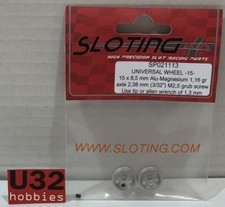 SLOTING
plus
HIGH PRECISION SLOT RACING PARTS
SP021113
UNIVERSAL WHEEL -15-
15 x 8,5 mm Alu-Magnesium 1,16 gr
axle 2,38 mm (3/32") M2,5 grub screw
Use tip or allen wrench of 1,3 mm
WWW.SLOTING
.COM
U32
hobbies